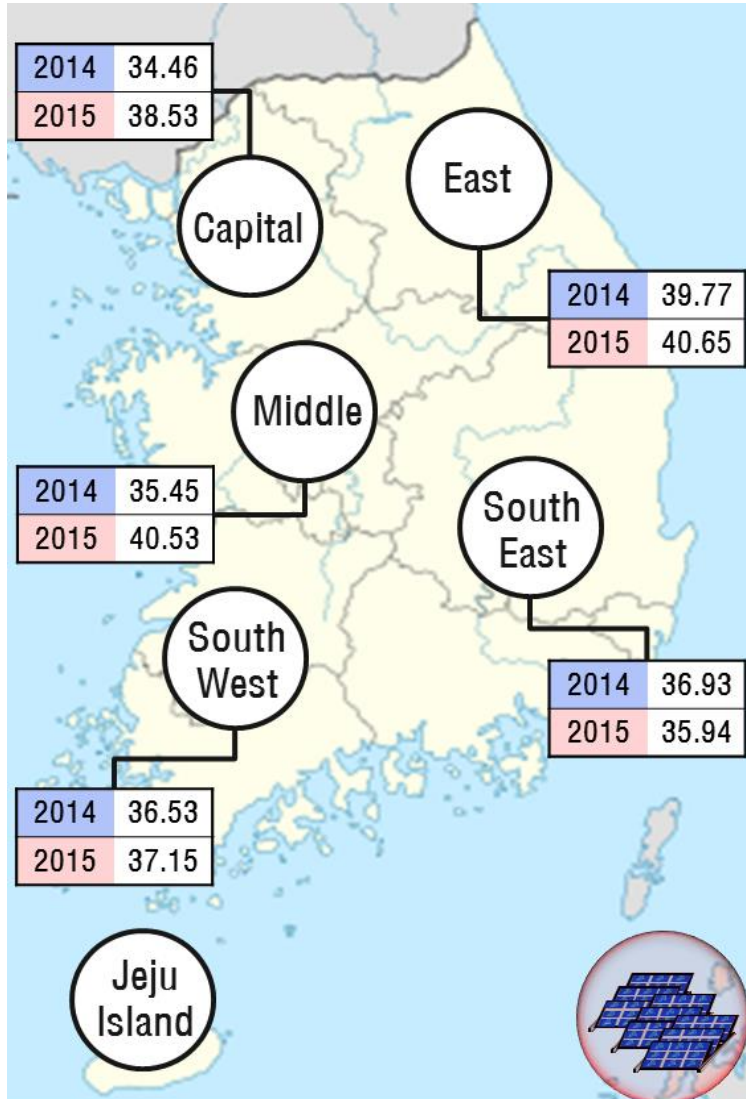 2014 34.46
2015 38.53
Capital
East
2014 39.77
2015 40.65
Middle
2014 35.45
2015 40.53
South
East
2014 36.93
2015 35.94
South
West
2014 36.53
2015 37.15
Jeju
Island